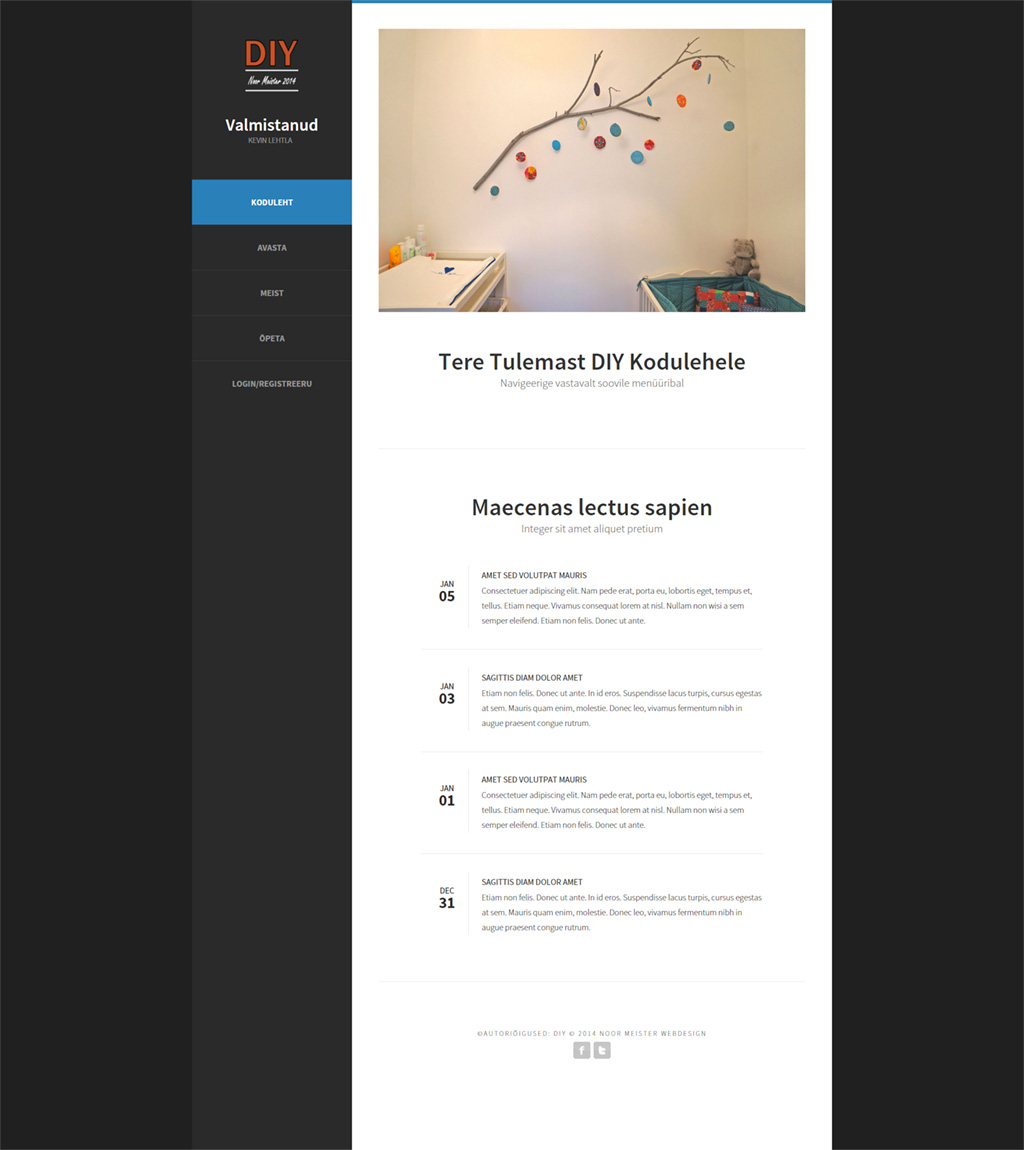 DIY
Noor Meister 2014
Valmistanud
KEVIN LEHTLA
KODULEHT
AVASTA
MEIST
ÕPETA
LOGIN/REGISTREERU
Tere Tulemast DIY Kodulehele
Navigeerige vastavalt soovile menüüribal
Maecenas lectus sapien
Integer sit amet aliquet pretium
JAN
05
AMET SED VOLUTPAT MAURIS
Consectetuer adipiscing elit. Nam pede erat, porta eu, lobortis eget, tempus et,
tellus. Etiam neque. Vivamus consequat lorem at nisl. Nullam non wisi a sem
semper eleifend. Etiam non felis. Donec ut ante.
JAN
03
SAGITTIS DIAM DOLOR AMET
Etiam non felis. Donec ut ante. In id eros. Suspendisse lacus turpis, cursus egestas
at sem. Mauris quam enim, molestie. Donec leo, vivamus fermentum nibh in
augue praesent congue rutrum.
JAN
01
AMET SED VOLUTPAT MAURIS
Consectetuer adipiscing elit. Nam pede erat, porta eu, lobortis eget, tempus et,
tellus. Etiam neque. Vivamus consequat lorem at nisl. Nullam non wisi a sem
semper eleifend. Etiam non felis. Donec ut ante.
DEC
31
SAGITTIS DIAM DOLOR AMET
Etiam non felis. Donec ut ante. In id eros. Suspendisse lacus turpis, cursus egestas
at sem. Mauris quam enim, molestie. Donec leo, vivamus fermentum nibh in
augue praesent congue rutrum.
©AUTORIÕIGUSED: DIY © 2014 NOOR MEISTER WEBDESIGN